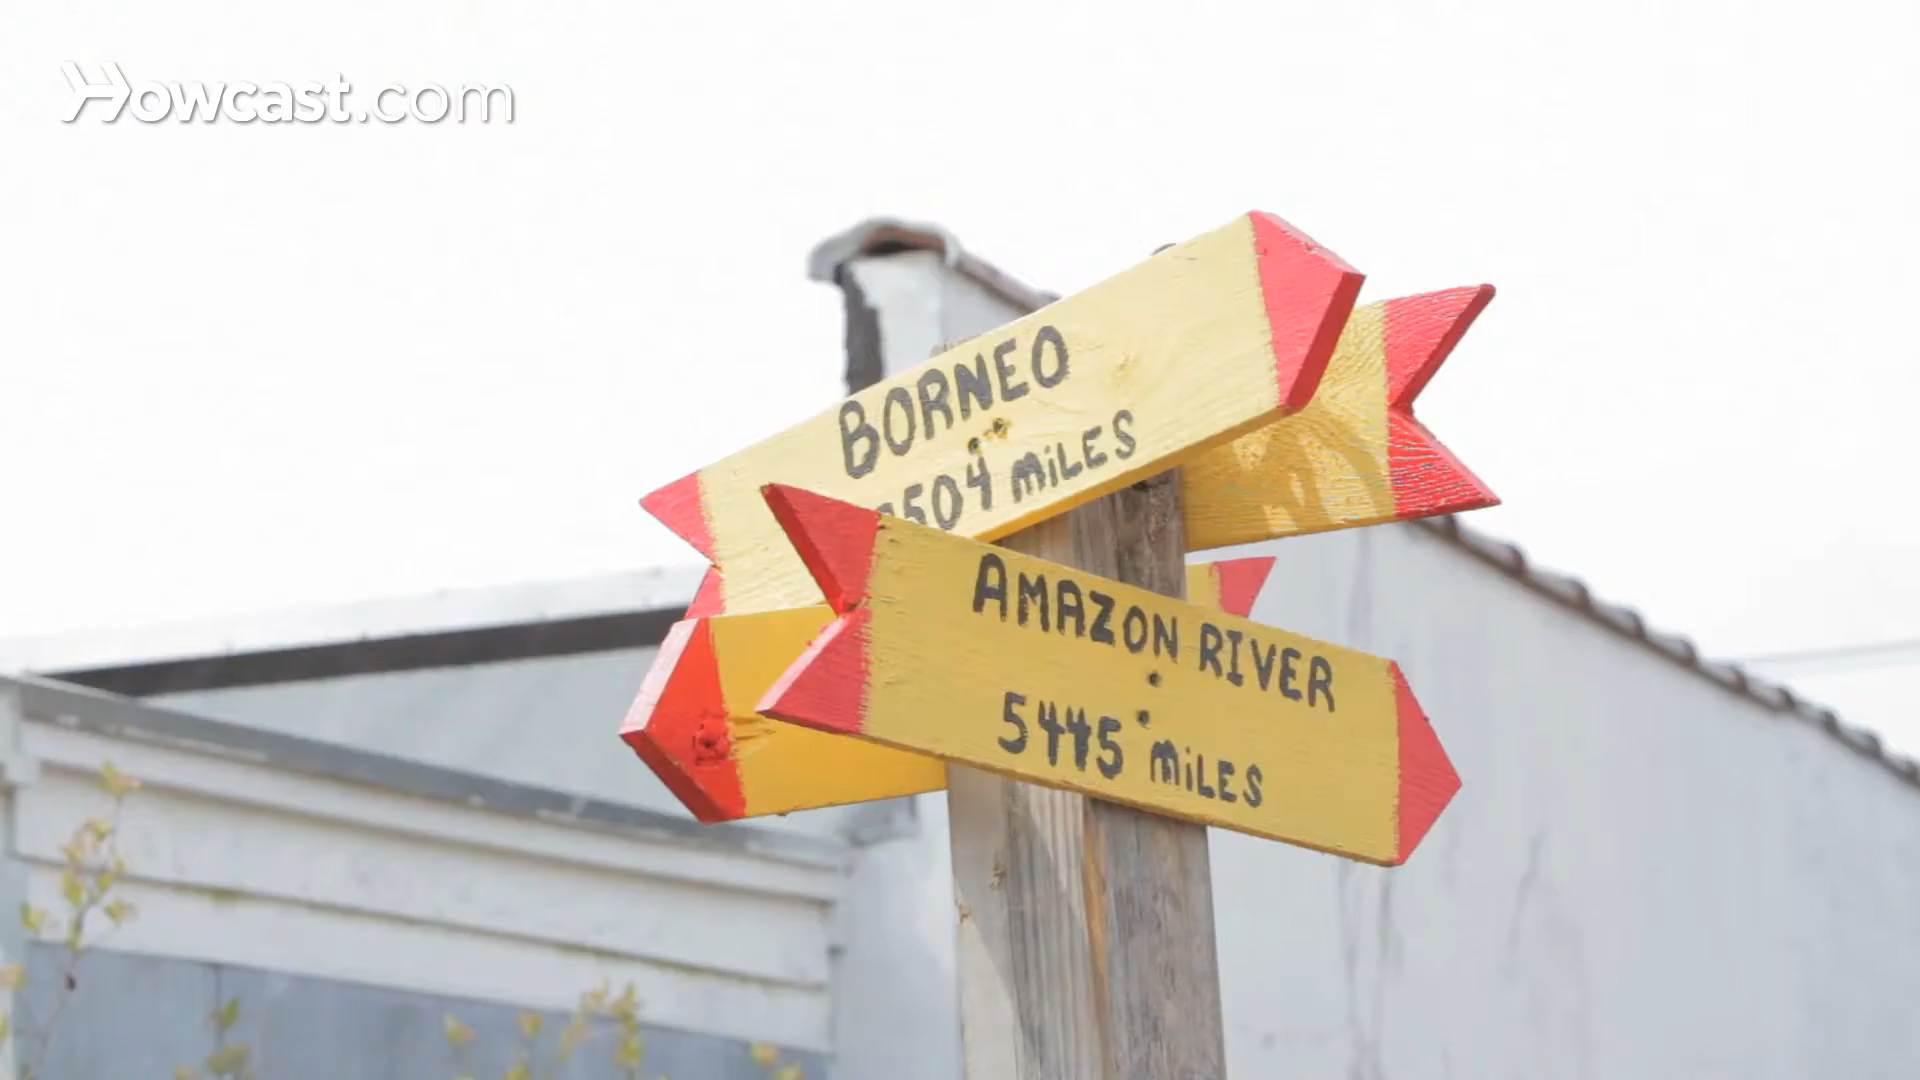 Howcast.com
BORNEO
MiLES
AMAZON RIVER
5445 MiLES